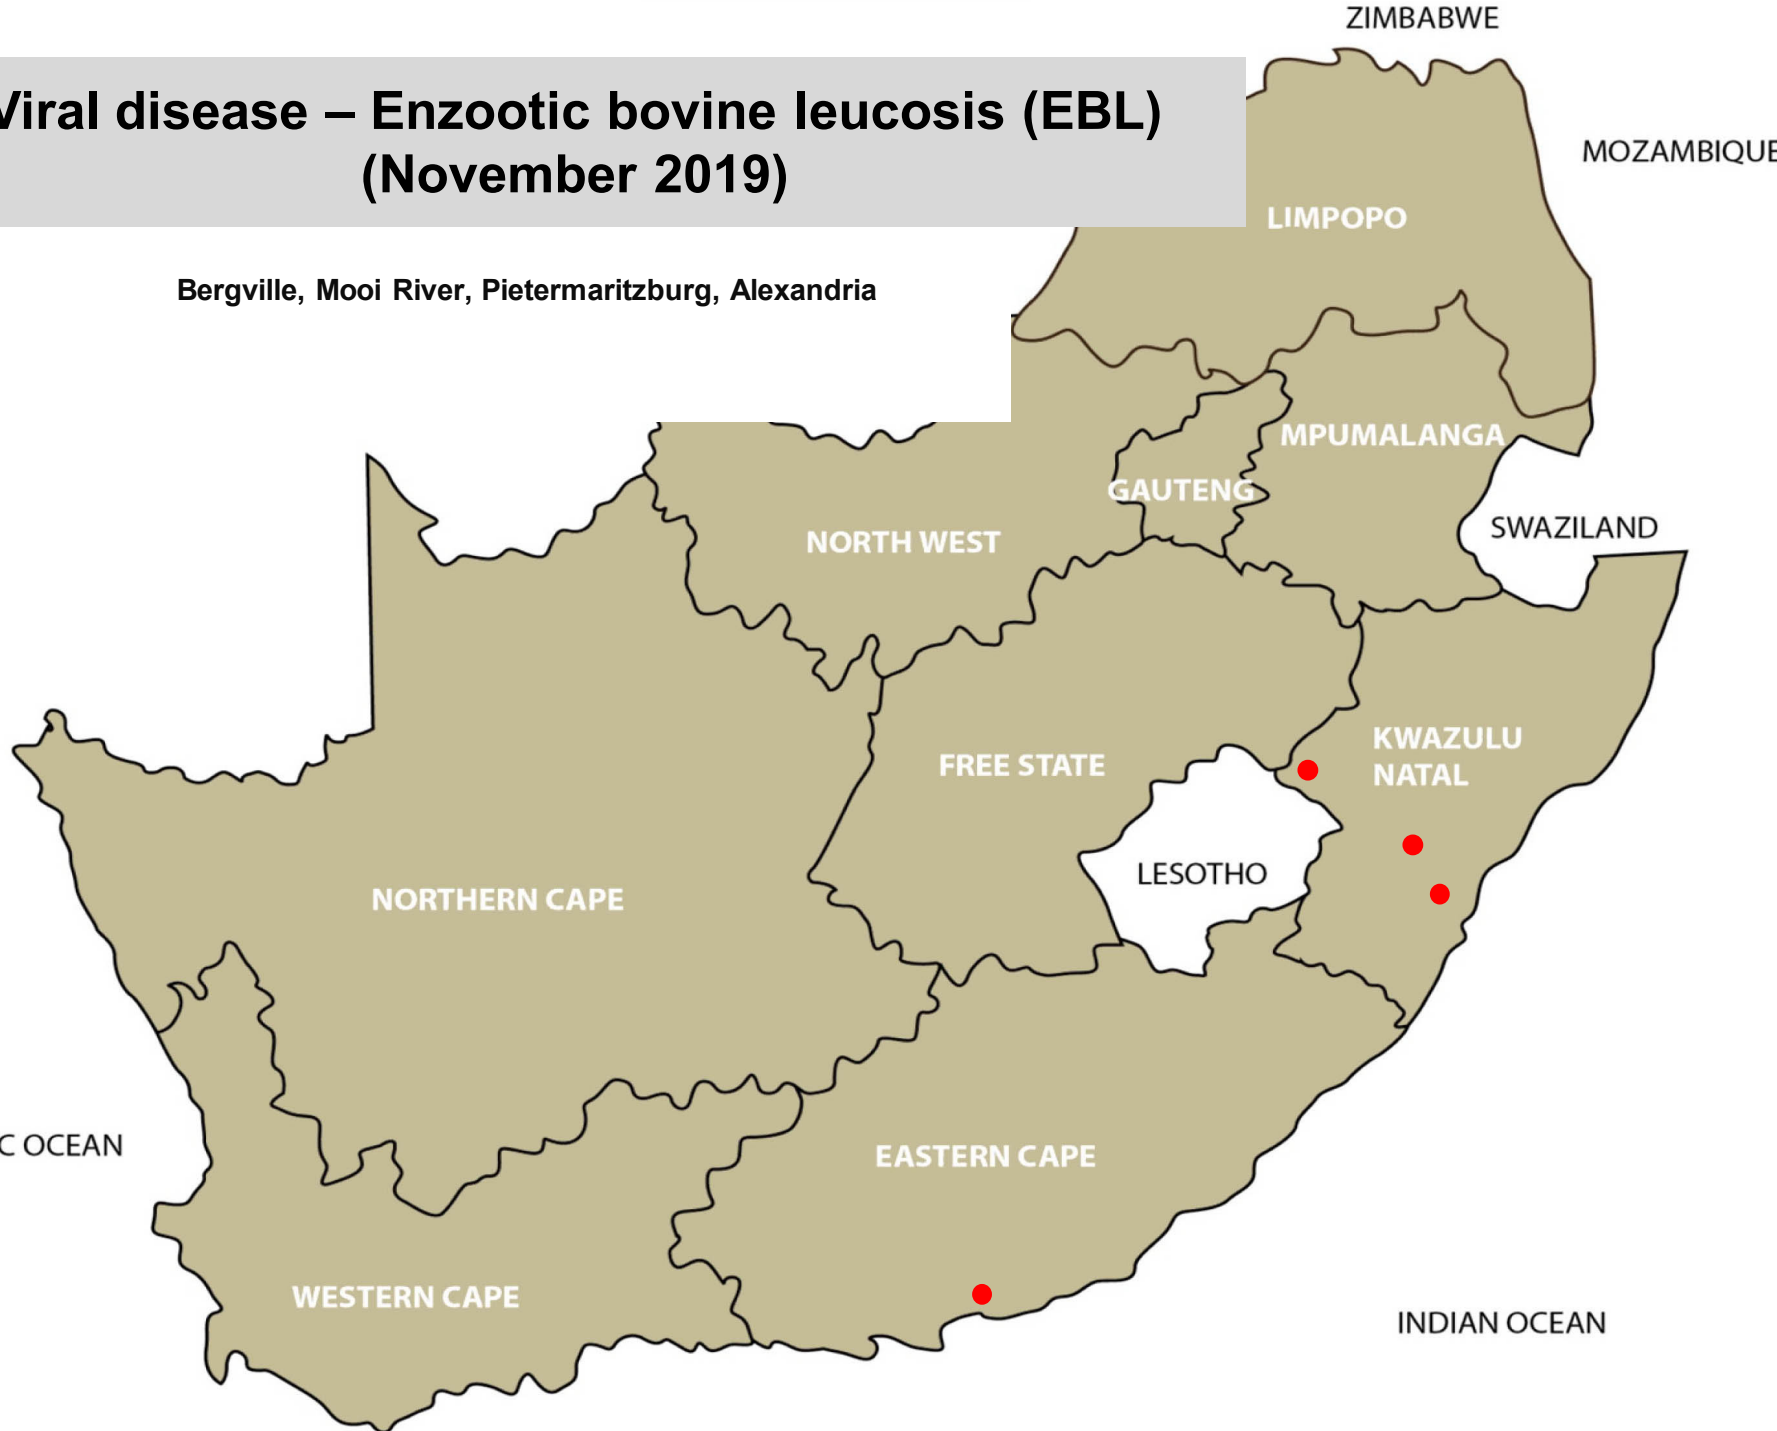 ZIMBABWE
Viral disease – Enzootic bovine leucosis (EBL)
(November 2019)
MOZAMBIQUE
LIMPOPO
Bergville, Mooi River, Pietermaritzburg, Alexandria
MPUMALANGA
GAUTENG
SWAZILAND
NORTH WEST
KWAZULU
NATAL
FREE STATE
LESOTHO
NORTHERN CAPE
C OCEAN
EASTERN CAPE
WESTERN CAPE
INDIAN OCEAN